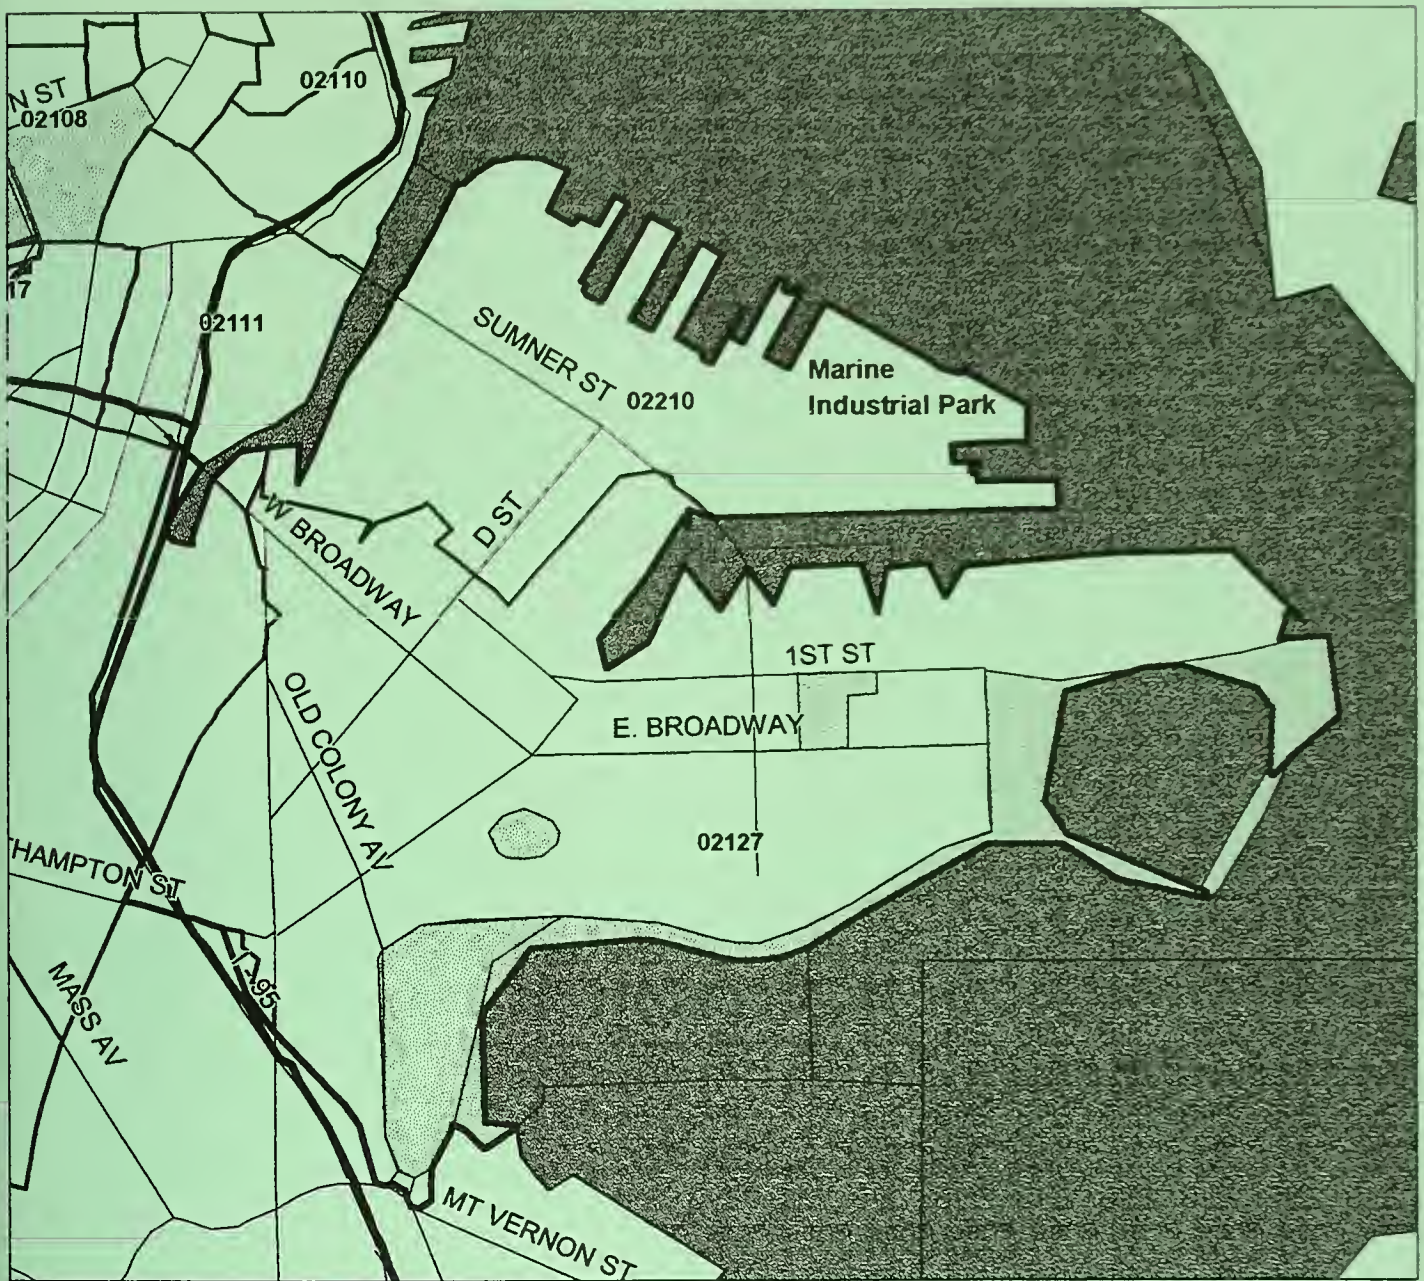 02110
N ST
02108
17
02111
SUMNER ST
02210
Marine
Industrial Park
D ST
W BROADWAY
1ST ST
OLD COLONY AV
E. BROADWAY
02127
THAMPTON ST
I-95
MASS AV
MT VERNON ST